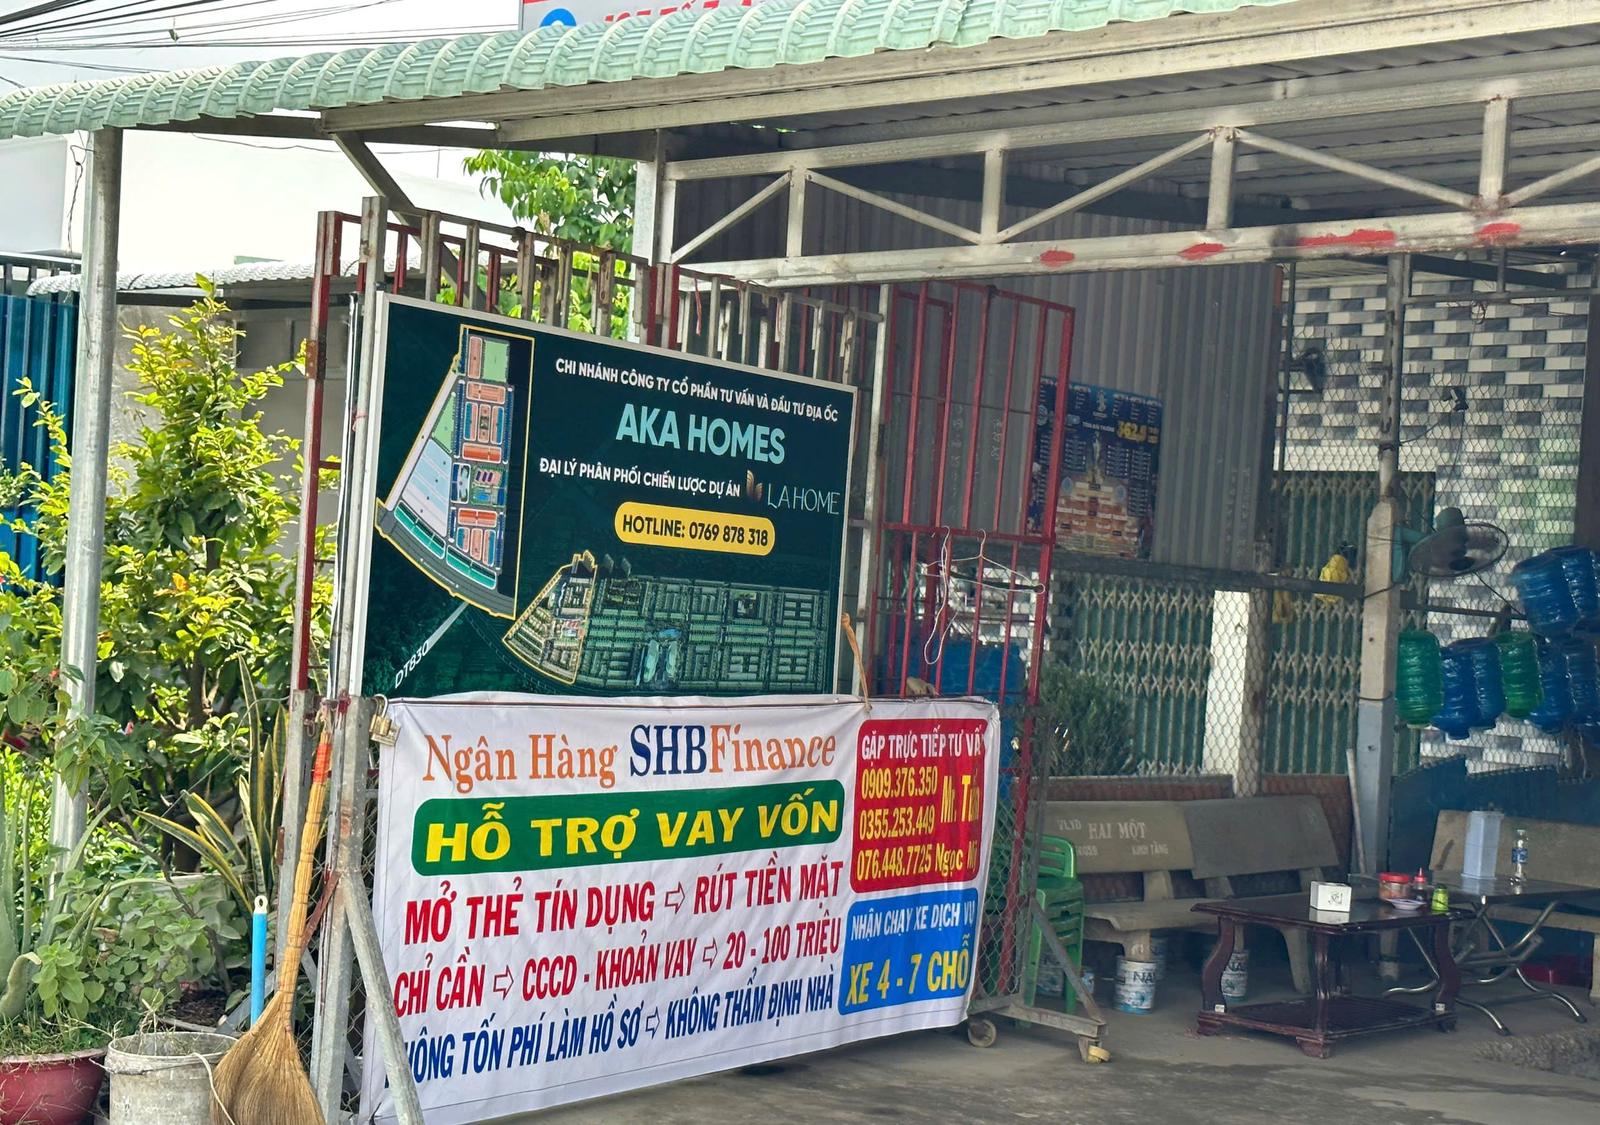 CHI NHÁNH CÔNG TY CỔ PHẦN TƯ VẤN VÀ ĐẦU TƯ ĐỊA ỐC
AKA HOMES
ĐẠI LÝ PHÂN PHỐI CHIẾN LƯỢC DỰ ÁN LA HOME
HOTLINE: 0769 878 318
DT830
Ngân Hàng SHBFinance
HỖ TRỢ VAY VỐN
MỞ THẺ TÍN DỤNG ⇨ RÚT TIỀN MẶT
CHỈ CẦN ⇨ CCCD - KHOẢN VAY ⇨ 20 - 100 TRIỆU
HÔNG TỐN PHÍ LÀM HỒ SƠ ⇨ KHÔNG THẨM ĐỊNH NHÀ
GẶP TRỰC TIẾP TƯ VẤ
0909.376.350
0355.253.449 Mr.
076.448.7725 Ngọc
NHẬN CHẠY XE DỊCH VỤ
XE 4 - 7 CHỖ
VLXD HAI MỘT